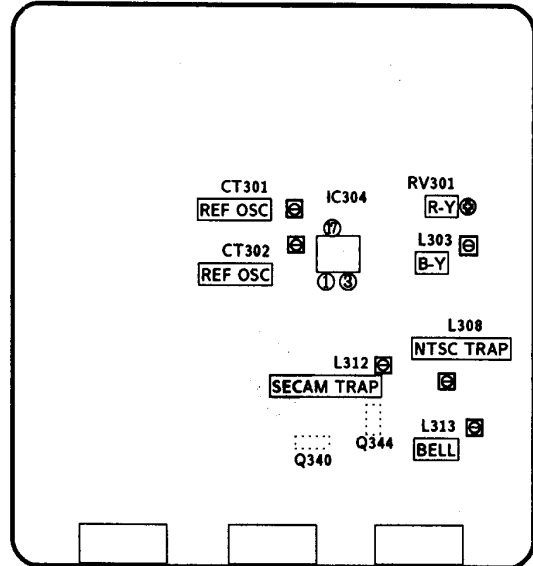 CT301
REF OSC
IC304
17
RV301
R-Y
CT302
REF OSC
1 3
L303
B-Y
L308
NTSC TRAP
L312
SECAM TRAP
Q344
Q340
L313
BELL